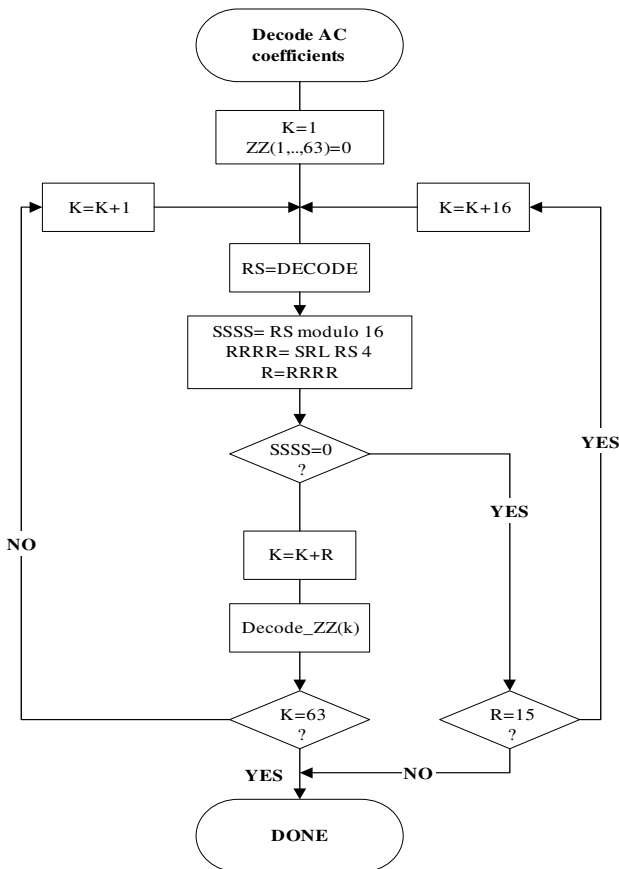 Decode AC
coefficients
K=1
ZZ(1,..,63)=0
K=K+1
K=K+16
RS=DECODE
SSSS= RS modulo 16
RRRR= SRL RS 4
R=RRRR
SSSS=0
?
YES
YES
NO
K=K+R
Decode_ZZ(k)
K=63
?
R=15
?
YES
NO
DONE